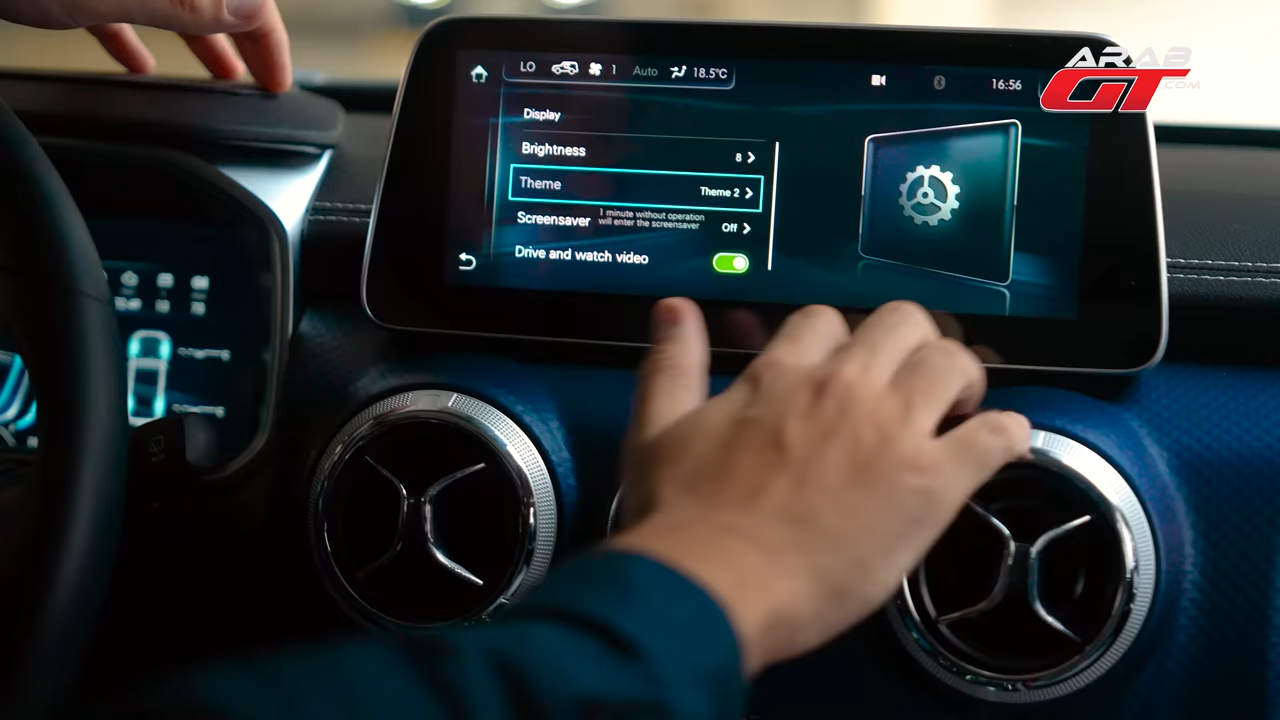 ARAB
GT
.COM
LO 1 Auto 18.5°C 16:56
Display
Brightness 8
Theme Theme 2
Screensaver 1 minute without operation
will enter the screensaver Off
Drive and watch video